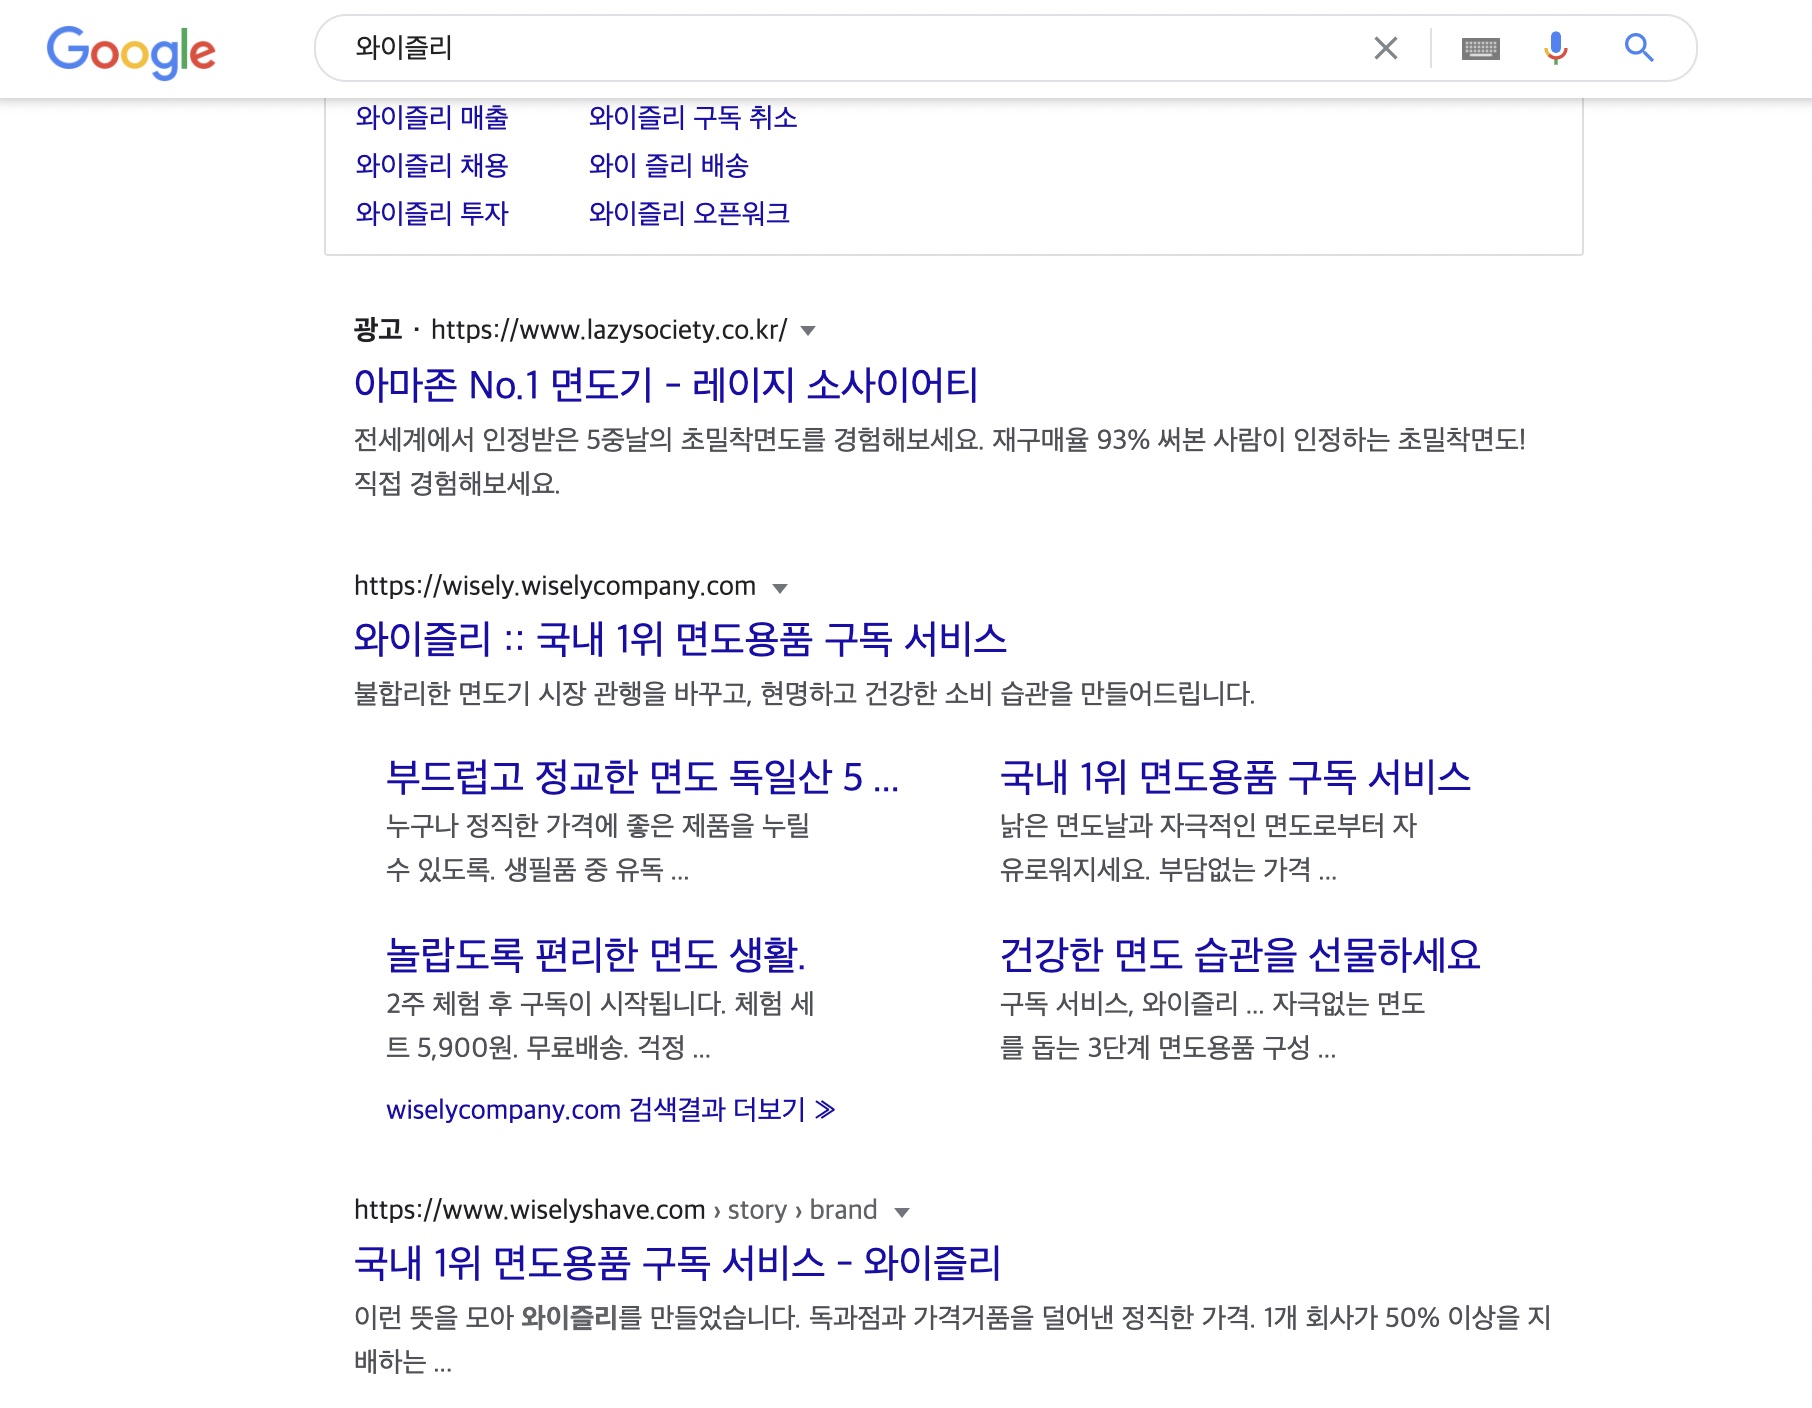 Google
와이즐리
와이즐리 매출
와이즐리 구독 취소
와이즐리 채용
와이 즐리 배송
와이즐리 투자
와이즐리 오픈워크
광고 · https://www.lazysociety.co.kr/
아마존 No.1 면도기 - 레이지 소사이어티
전세계에서 인정받은 5중날의 초밀착면도를 경험해보세요. 재구매율 93% 써본 사람이 인정하는 초밀착면도!
직접 경험해보세요.
https://wisely.wiselycompany.com
와이즐리 :: 국내 1위 면도용품 구독 서비스
불합리한 면도기 시장 관행을 바꾸고, 현명하고 건강한 소비 습관을 만들어드립니다.
부드럽고 정교한 면도 독일산 5 ...
누구나 정직한 가격에 좋은 제품을 누릴
수 있도록. 생필품 중 유독 ...
국내 1위 면도용품 구독 서비스
낡은 면도날과 자극적인 면도로부터 자
유로워지세요. 부담없는 가격 ...
놀랍도록 편리한 면도 생활.
2주 체험 후 구독이 시작됩니다. 체험 세
트 5,900원. 무료배송. 걱정 ...
건강한 면도 습관을 선물하세요
구독 서비스, 와이즐리 ... 자극없는 면도
를 돕는 3단계 면도용품 구성 ...
wiselycompany.com 검색결과 더보기 ≫
https://www.wiselyshave.com › story › brand
국내 1위 면도용품 구독 서비스 - 와이즐리
이런 뜻을 모아 와이즐리를 만들었습니다. 독과점과 가격거품을 덜어낸 정직한 가격. 1개 회사가 50% 이상을 지
배하는 ...